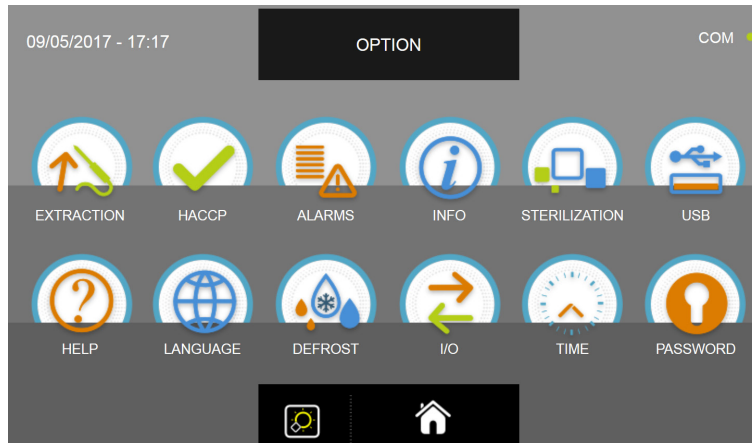 09/05/2017 - 17:17
OPTION
COM
EXTRACTION
HACCP
ALARMS
INFO
STERILIZATION
USB
HELP
LANGUAGE
DEFROST
I/O
TIME
PASSWORD